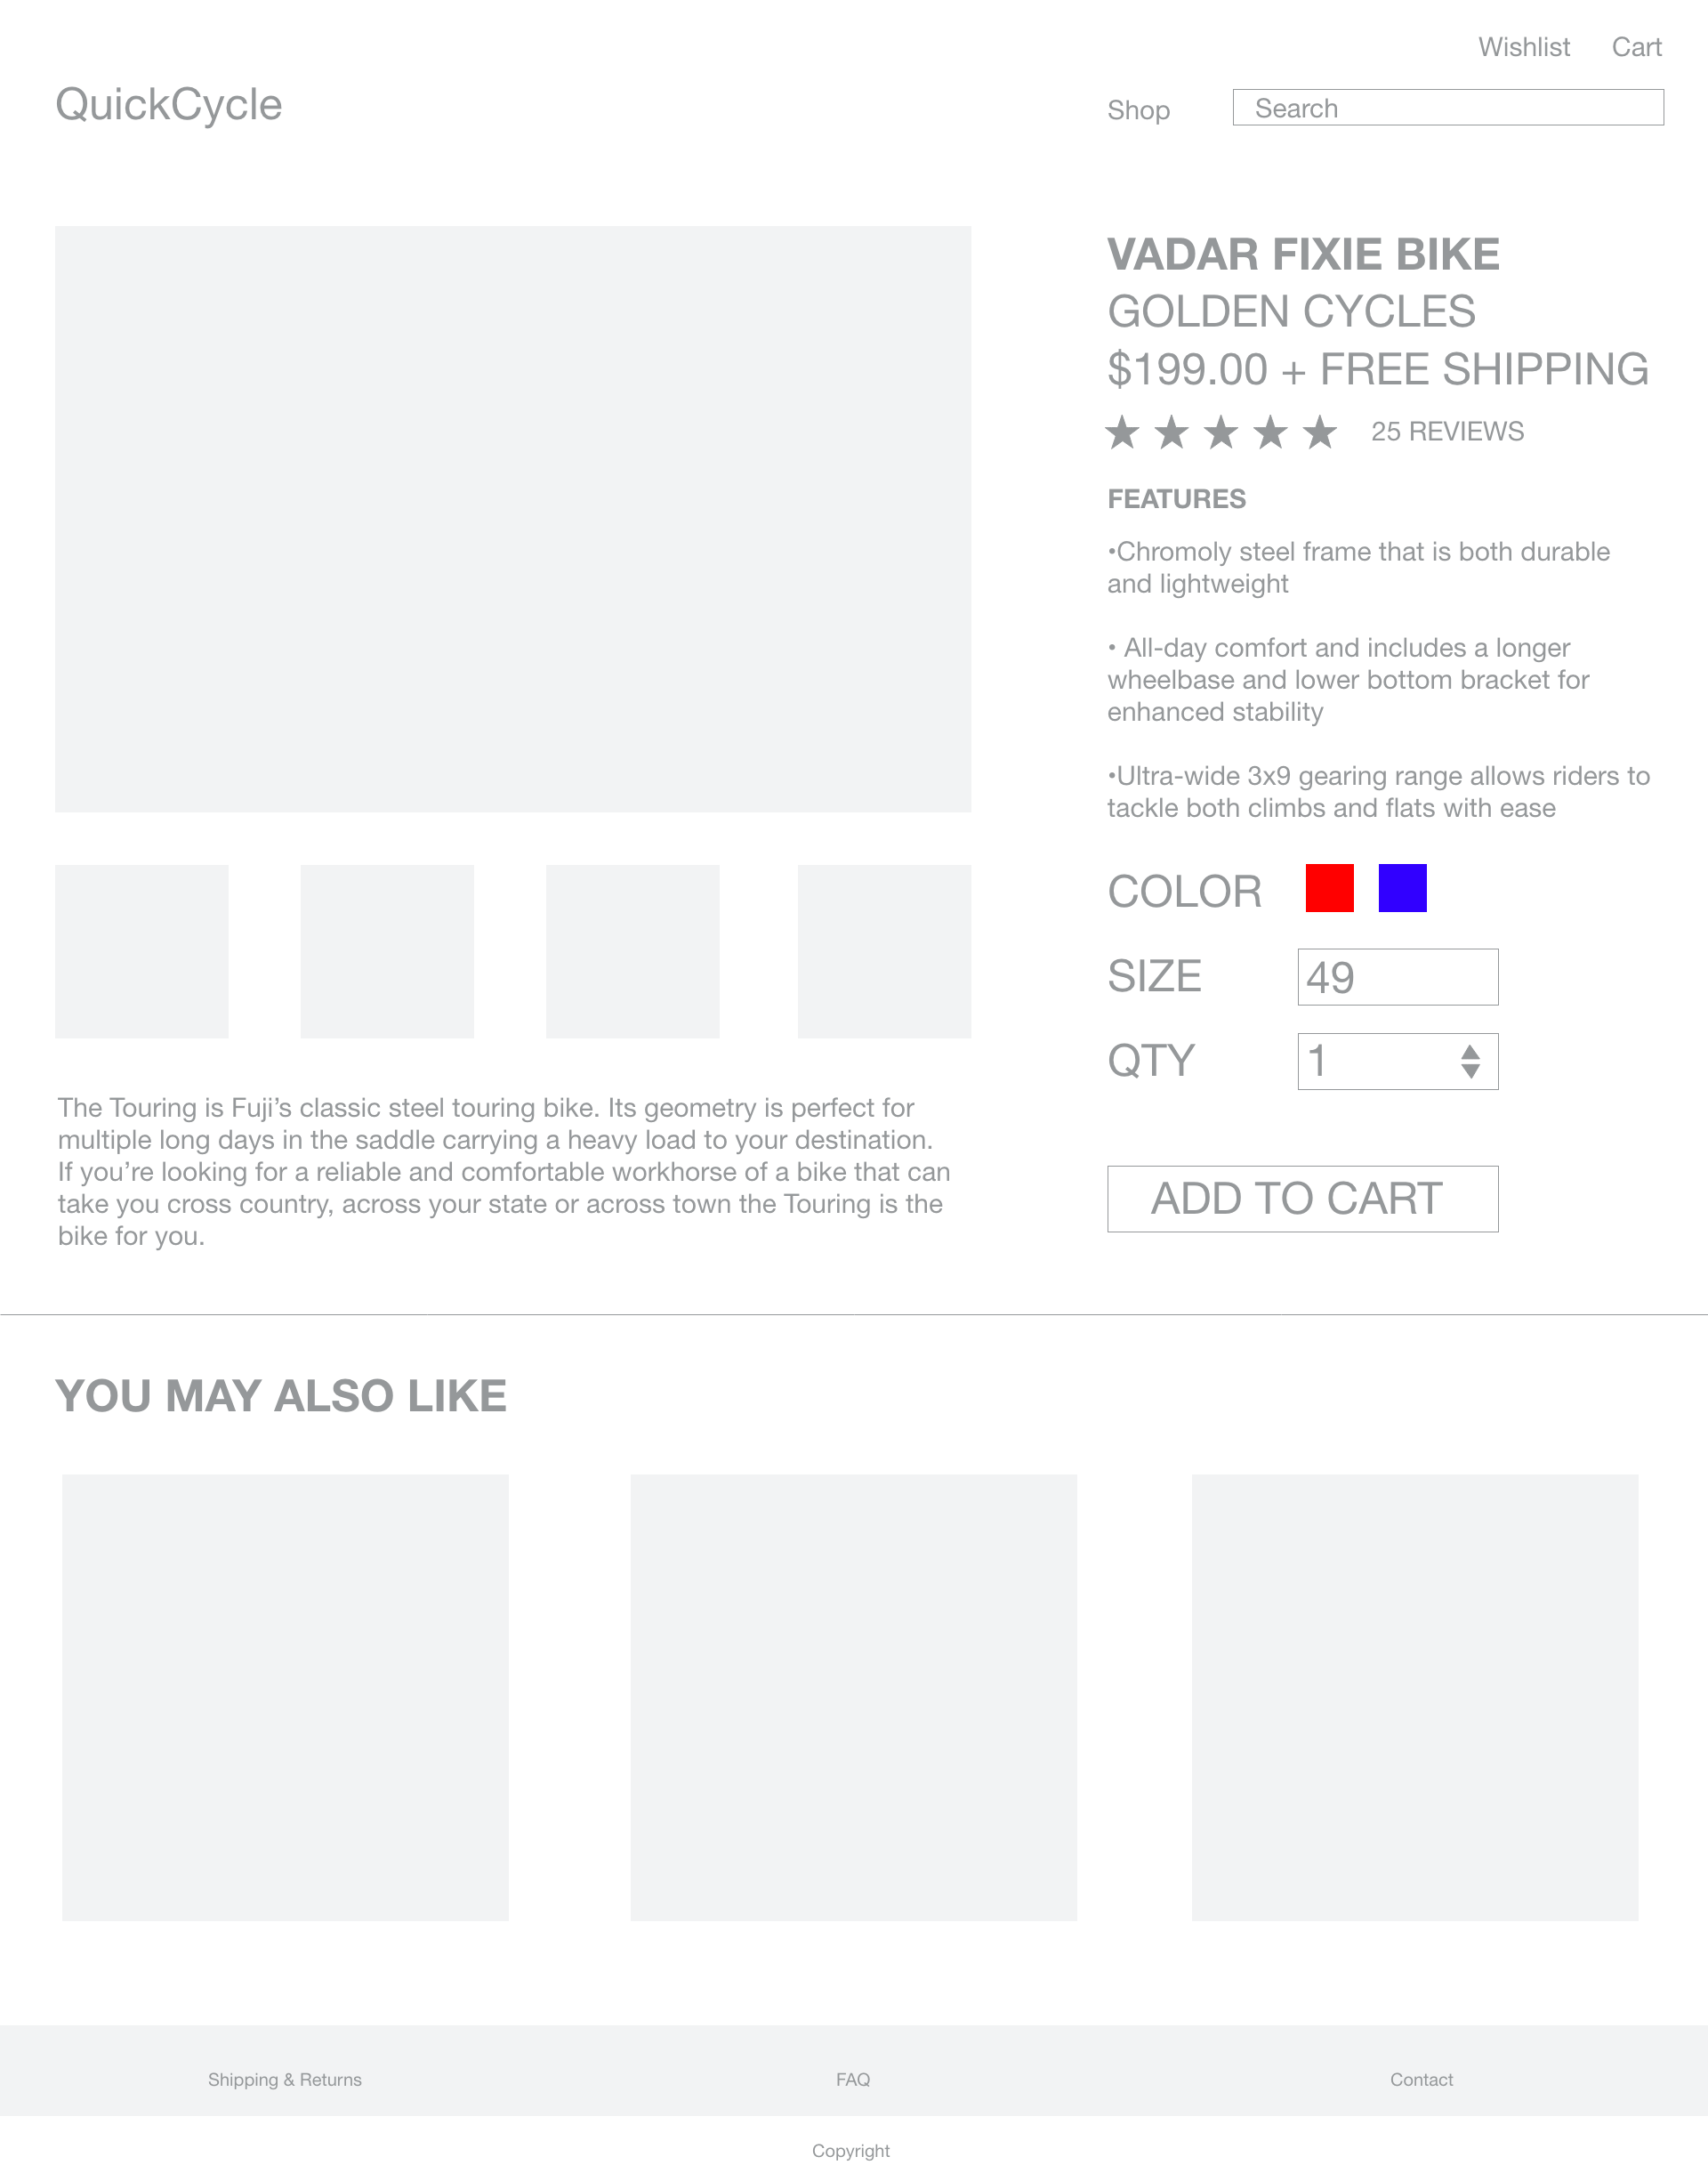 Wishlist Cart
QuickCycle
Shop
Search
VADAR FIXIE BIKE
GOLDEN CYCLES
$199.00 + FREE SHIPPING
25 REVIEWS
FEATURES
•Chromoly steel frame that is both durable
and lightweight
• All-day comfort and includes a longer
wheelbase and lower bottom bracket for
enhanced stability
•Ultra-wide 3x9 gearing range allows riders to
tackle both climbs and flats with ease
COLOR
SIZE
49
QTY
1
ADD TO CART
The Touring is Fuji’s classic steel touring bike. Its geometry is perfect for
multiple long days in the saddle carrying a heavy load to your destination.
If you’re looking for a reliable and comfortable workhorse of a bike that can
take you cross country, across your state or across town the Touring is the
bike for you.
YOU MAY ALSO LIKE
Shipping & Returns
FAQ
Contact
Copyright